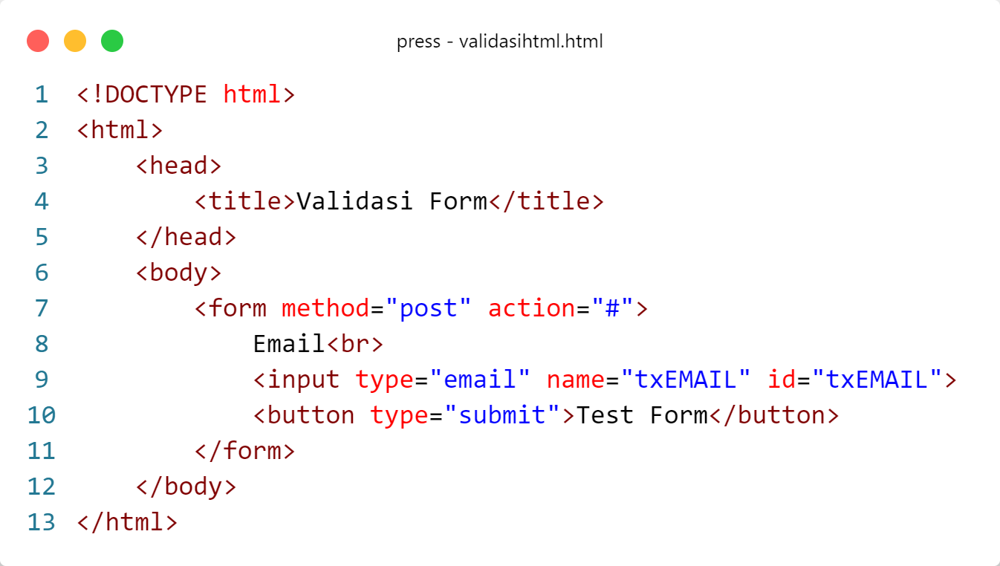 press - validasihtml.html
1 <!DOCTYPE html>
2 <html>
3     <head>
4         <title>Validasi Form</title>
5     </head>
6     <body>
7         <form method="post" action="#">
8             Email<br>
9             <input type="email" name="txEMAIL" id="txEMAIL">
10             <button type="submit">Test Form</button>
11         </form>
12     </body>
13 </html>